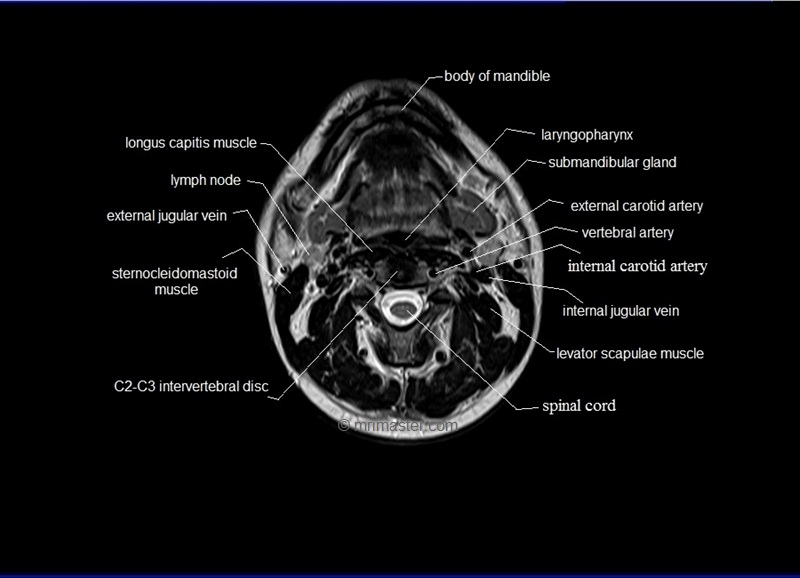 body of mandible
longus capitis muscle
laryngopharynx
submandibular gland
lymph node
external carotid artery
external jugular vein
vertebral artery
internal carotid artery
sternocleidomastoid
muscle
internal jugular vein
levator scapulae muscle
C2-C3 intervertebral disc
spinal cord
© mrimaster.com